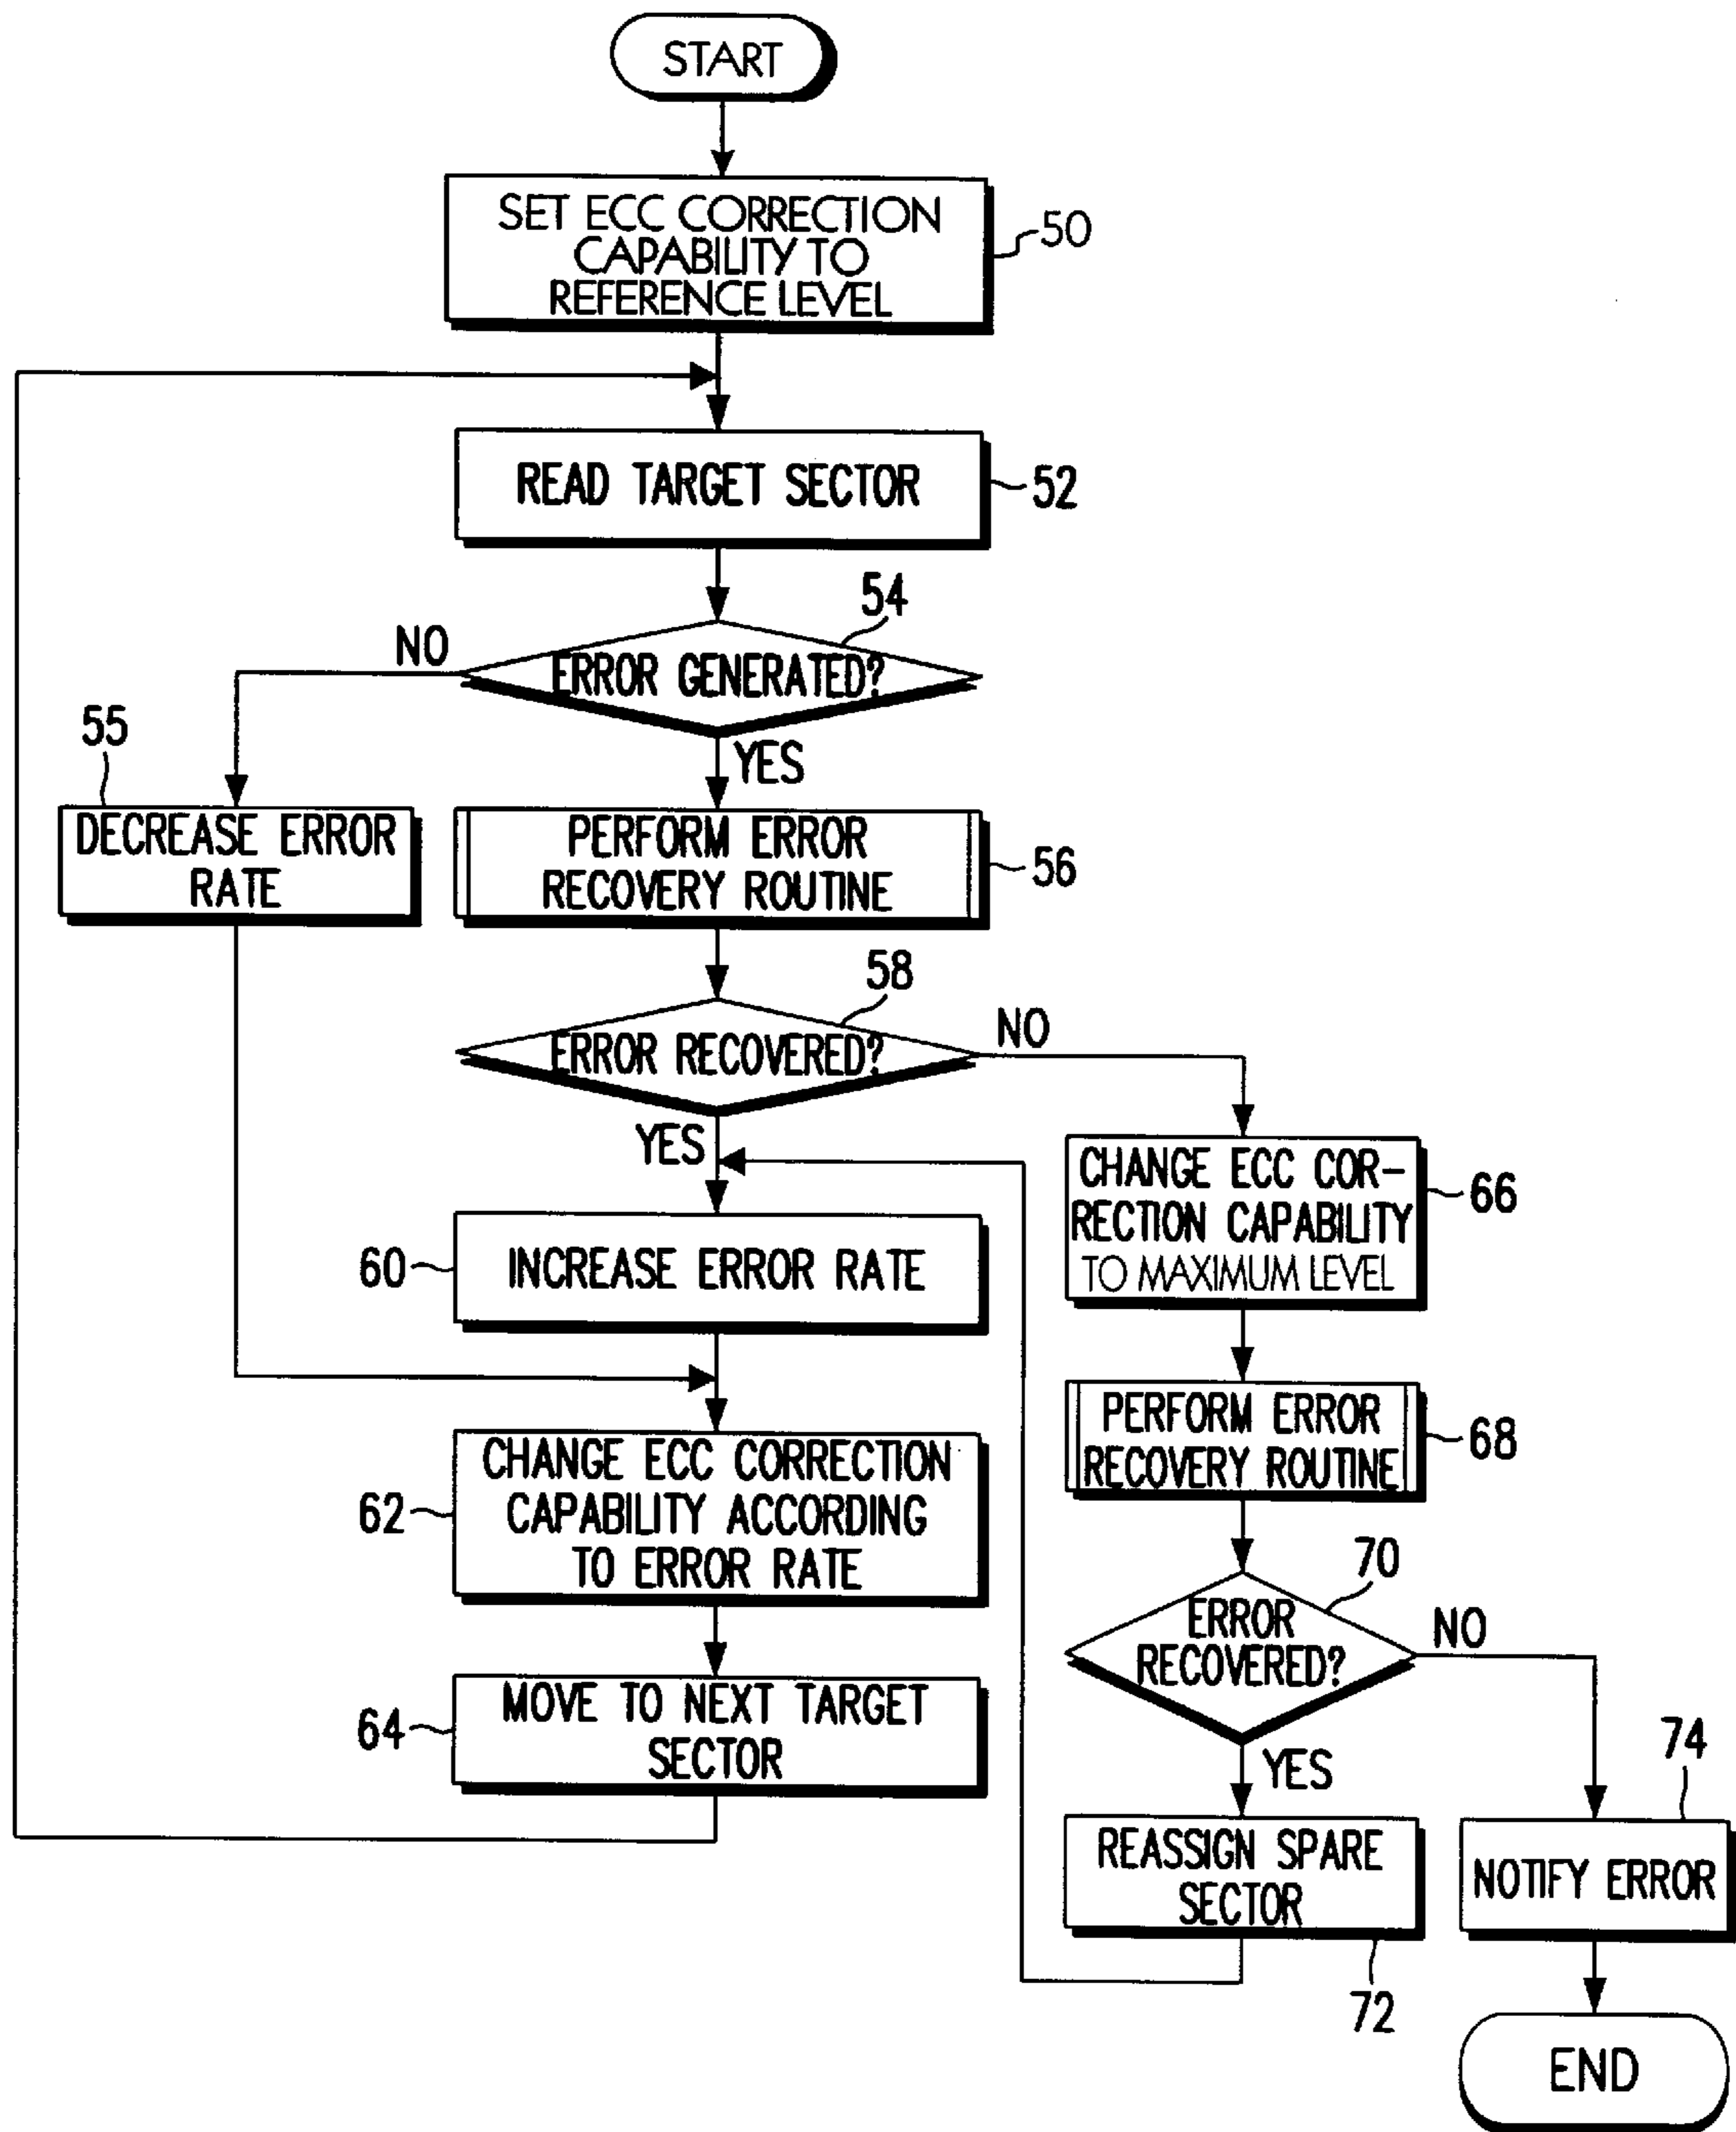 START
SET ECC CORRECTION
CAPABILITY TO
REFERENCE LEVEL
50
READ TARGET SECTOR
52
54
ERROR GENERATED?
NO
YES
55
DECREASE ERROR
RATE
PERFORM ERROR
RECOVERY ROUTINE
56
58
ERROR RECOVERED?
NO
YES
CHANGE ECC COR-
RECTION CAPABILITY
TO MAXIMUM LEVEL
66
60
INCREASE ERROR RATE
PERFORM ERROR
RECOVERY ROUTINE
68
62
CHANGE ECC CORRECTION
CAPABILITY ACCORDING
TO ERROR RATE
70
ERROR
RECOVERED?
NO
YES
64
MOVE TO NEXT TARGET
SECTOR
74
REASSIGN SPARE
SECTOR
72
NOTIFY ERROR
END